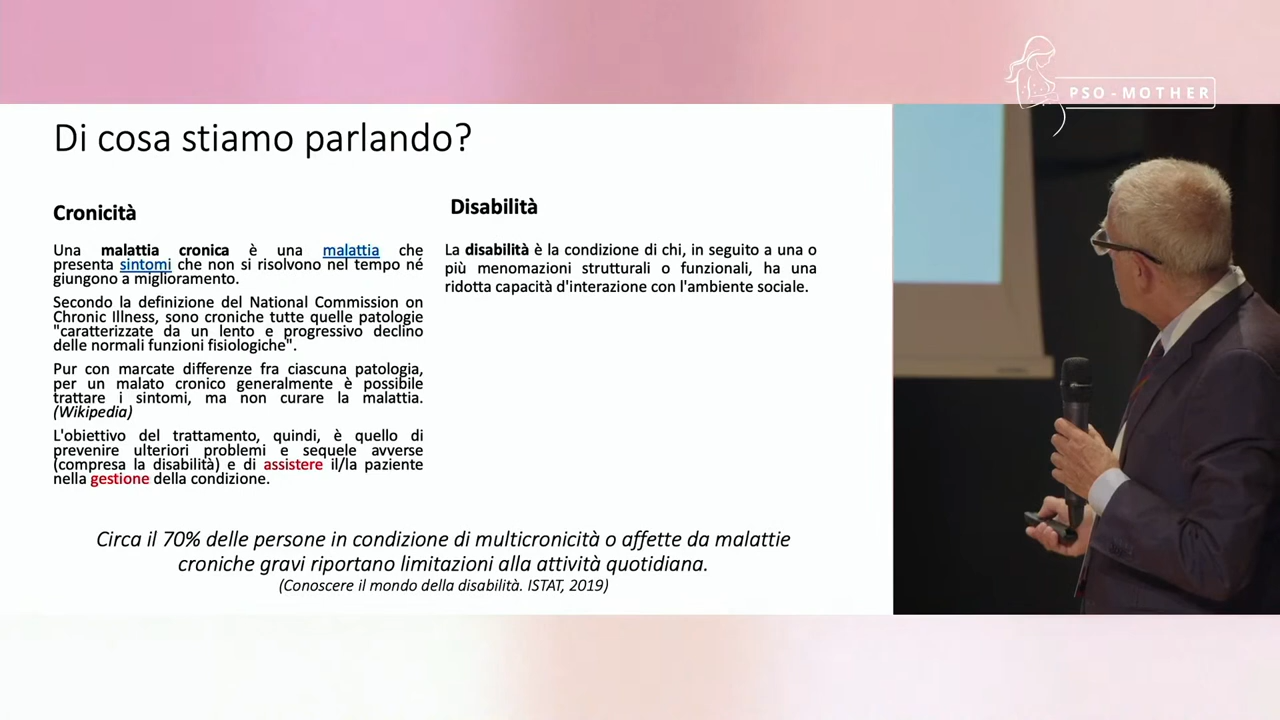 PSO-MOTHER
Di cosa stiamo parlando?
Cronicità
Una malattia cronica è una malattia che
presenta sintomi che non si risolvono nel tempo né
giungono a miglioramento.
Secondo la definizione del National Commission on
Chronic Illness, sono croniche tutte quelle patologie
"caratterizzate da un lento e progressivo declino
delle normali funzioni fisiologiche".
Pur con marcate differenze fra ciascuna patologia,
per un malato cronico generalmente è possibile
trattare i sintomi, ma non curare la malattia.
(Wikipedia)
L'obiettivo del trattamento, quindi, è quello di
prevenire ulteriori problemi e sequele avverse
(compresa la disabilità) e di assistere il/la paziente
nella gestione della condizione.
Disabilità
La disabilità è la condizione di chi, in seguito a una o
più menomazioni strutturali o funzionali, ha una
ridotta capacità d'interazione con l'ambiente sociale.
Circa il 70% delle persone in condizione di multicronicità o affette da malattie
croniche gravi riportano limitazioni alla attività quotidiana.
(Conoscere il mondo della disabilità. ISTAT, 2019)